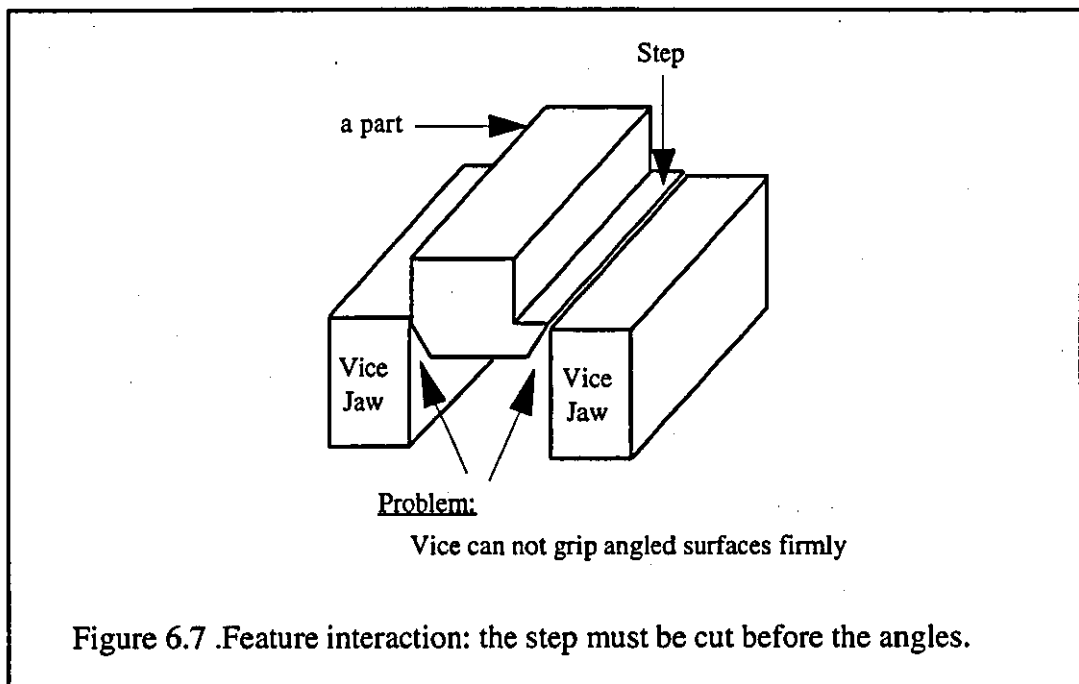 Step
a part
Vice
Jaw
Vice
Jaw
Problem:
Vice can not grip angled surfaces firmly
Figure 6.7 .Feature interaction: the step must be cut before the angles.